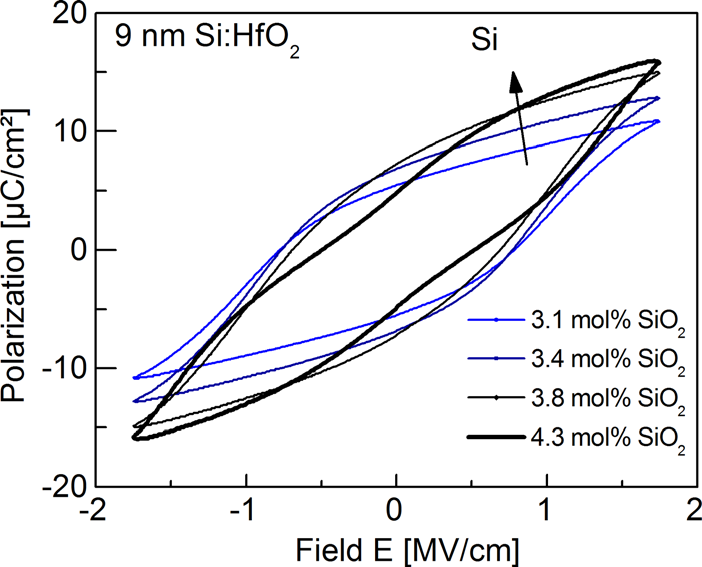 9 nm Si:HfO₂
Si
20
10
0
-10
-20
Polarization [µC/cm²]
3.1 mol% SiO₂
3.4 mol% SiO₂
3.8 mol% SiO₂
4.3 mol% SiO₂
-2 -1 0 1 2
Field E [MV/cm]